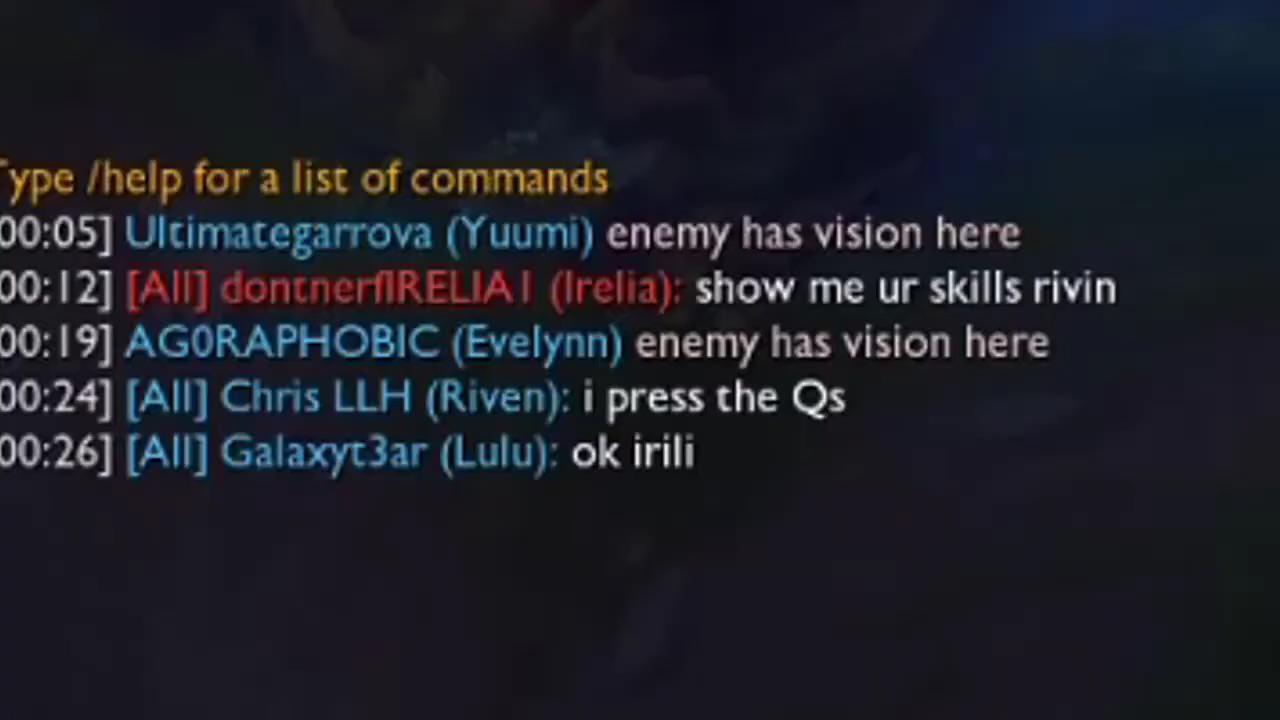 Type /help for a list of commands
00:05] Ultimategarrova (Yuumi) enemy has vision here
00:12] [All] dontnerfIRELIA1 (Irelia): show me ur skills rivin
00:19] AG0RAPHOBIC (Evelynn) enemy has vision here
00:24] [All] Chris LLH (Riven): i press the Qs
00:26] [All] Galaxyt3ar (Lulu): ok irili